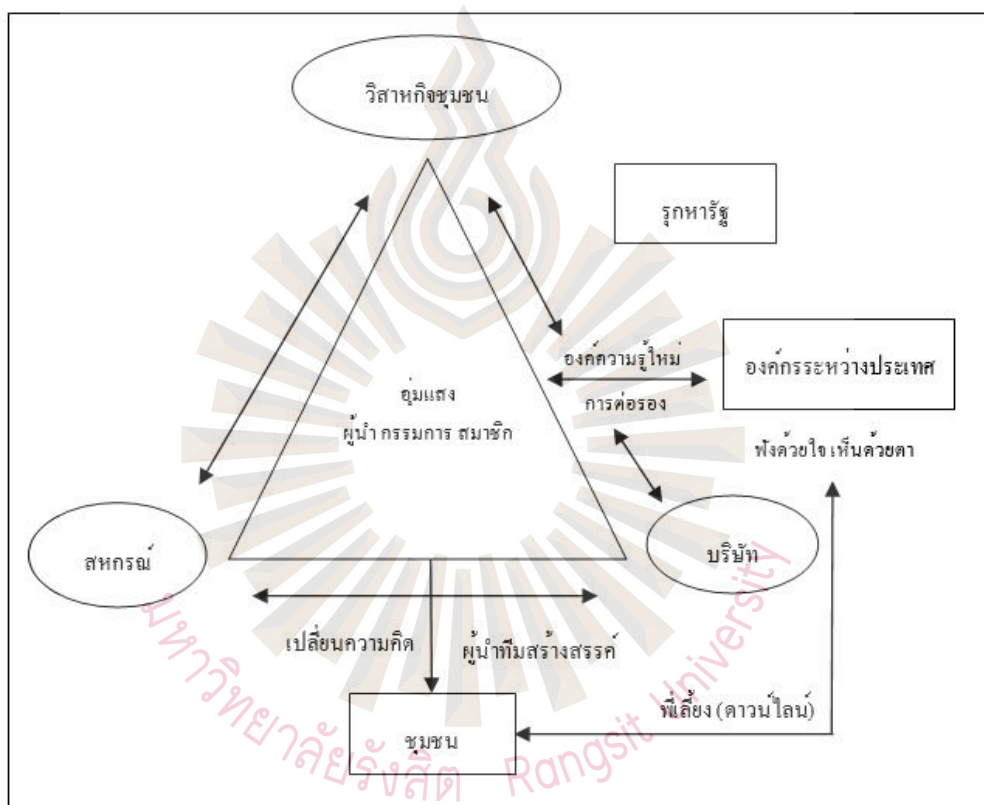 วิสาหกิจชุมชน
รุกหารัฐ
องค์ความรู้ใหม่
องค์กรระหว่างประเทศ
การต่อรอง
อุ่มแสง
ผู้นำ กรรมการ สมาชิก
ฟังด้วยใจ เห็นด้วยตา
สหกรณ์
บริษัท
เปลี่ยนความคิด
ผู้นำทีมสร้างสรรค์
พี่เลี้ยง (ดาวน์ไลน์)
ชุมชน
มหาวิทยาลัยรังสิต Rangsit University